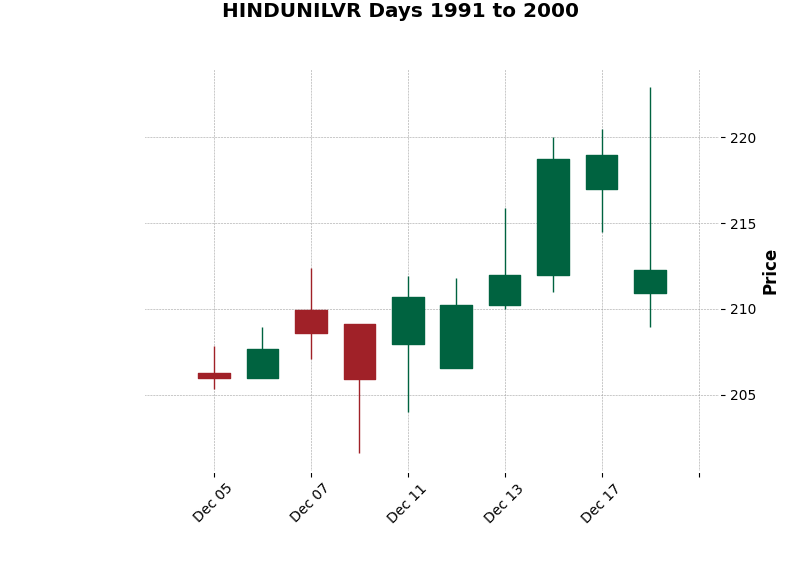 HINDUNILVR Days 1991 to 2000
220
215
210
205
Price
Dec 05
Dec 07
Dec 11
Dec 13
Dec 17